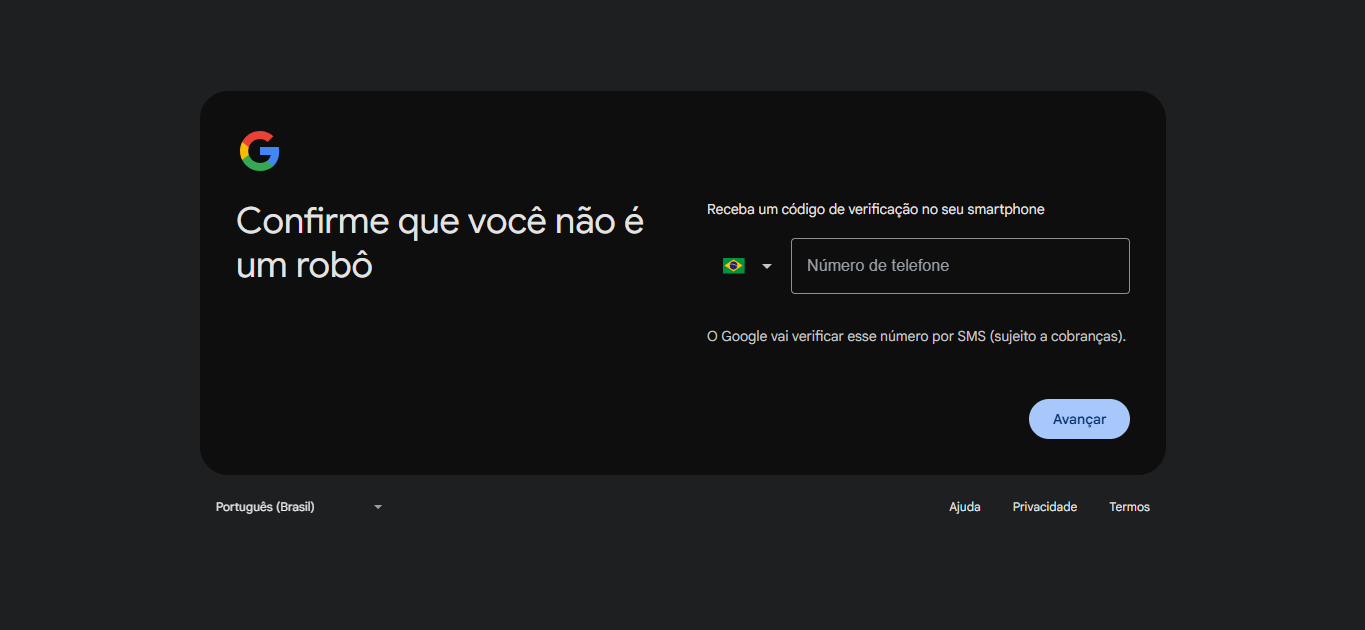 Confirme que você não é
um robô
Receba um código de verificação no seu smartphone
Número de telefone
O Google vai verificar esse número por SMS (sujeito a cobranças).
Avançar
Português (Brasil)
Ajuda
Privacidade
Termos